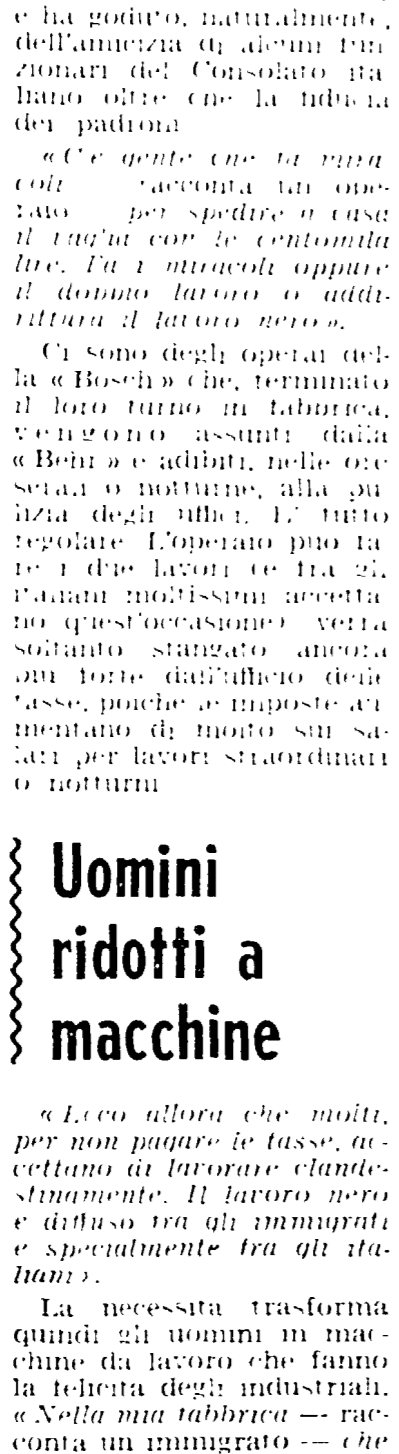 e ha goduto, naturalmente,
dell'amicizia di alcuni fun-
zionari del Consolato ita-
liano oltre che la fiducia
dei padroni
«C'è gente che fa mira-
coli — racconta un ope-
raio — per spedire a casa
il vaglia con le centomila
lire. Fa i miracoli oppure
il doppio lavoro o addi-
rittura il lavoro nero».
Ci sono degli operai del-
la «Bosch» che, terminato
il loro turno in fabbrica,
vengono assunti dalla
«Behr» e adibiti, nelle ore
serali o notturne, alla pu-
lizia degli uffici. E' tutto
regolare. L'operaio può fa-
re i due lavori (e fra gli
italiani moltissimi accetta-
no quest'occasione) verrà
soltanto stangato ancora
più forte dall'ufficio delle
tasse, poiché le imposte au-
mentano di molto sui sa-
lari per lavori straordinari
o notturni
Uomini
ridotti a
macchine
«Ecco allora che molti,
per non pagare le tasse, ac-
cettano di lavorare clande-
stinamente. Il lavoro nero
è diffuso tra gli immigrati
e specialmente fra gli ita-
liani».
La necessità trasforma
quindi gli uomini in mac-
chine da lavoro che fanno
la felicità degli industriali.
«Nella mia fabbrica — rac-
conta un immigrato — che